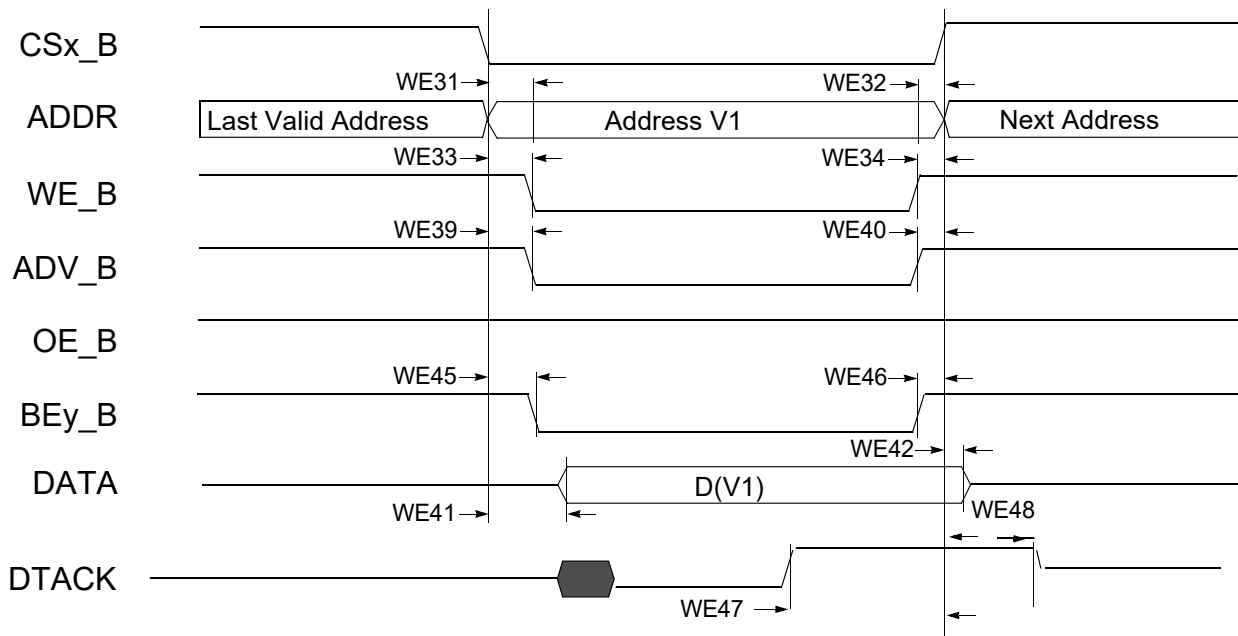 CSx_B
WE31
WE32
ADDR
Last Valid Address
Address V1
Next Address
WE33
WE34
WE_B
WE39
WE40
ADV_B
OE_B
WE45
WE46
BEy_B
WE42
DATA
D(V1)
WE41
WE48
DTACK
WE47